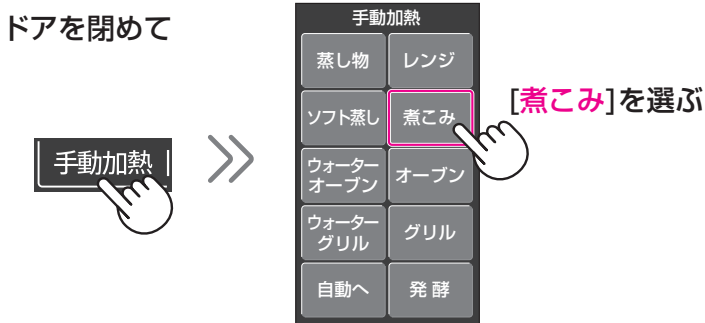 ドアを閉めて
手動加熱
手動加熱
蒸し物
レンジ
ソフト蒸し
煮こみ
ウォーター
オーブン
オーブン
ウォーター
グリル
グリル
自動へ
発 酵
[煮こみ]を選ぶ